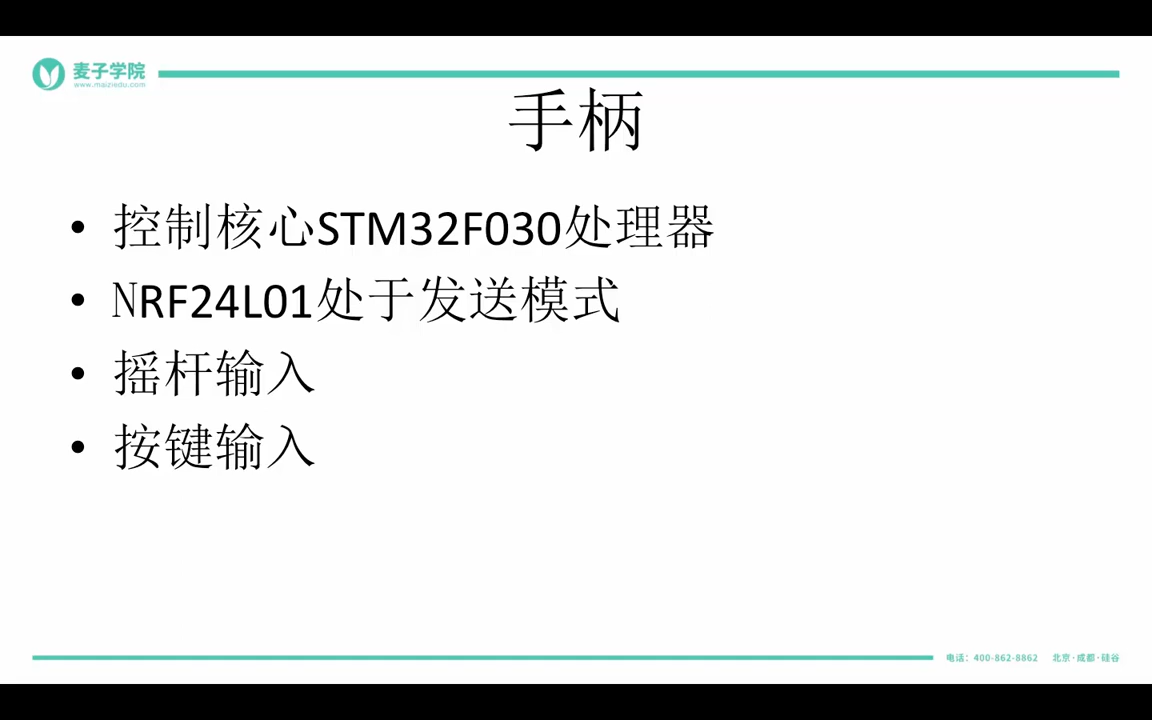 麦子学院
www.maiziedu.com
手柄
• 控制核心STM32F030处理器
• NRF24L01处于发送模式
• 摇杆输入
• 按键输入
电话：400-862-8862 北京·成都·硅谷